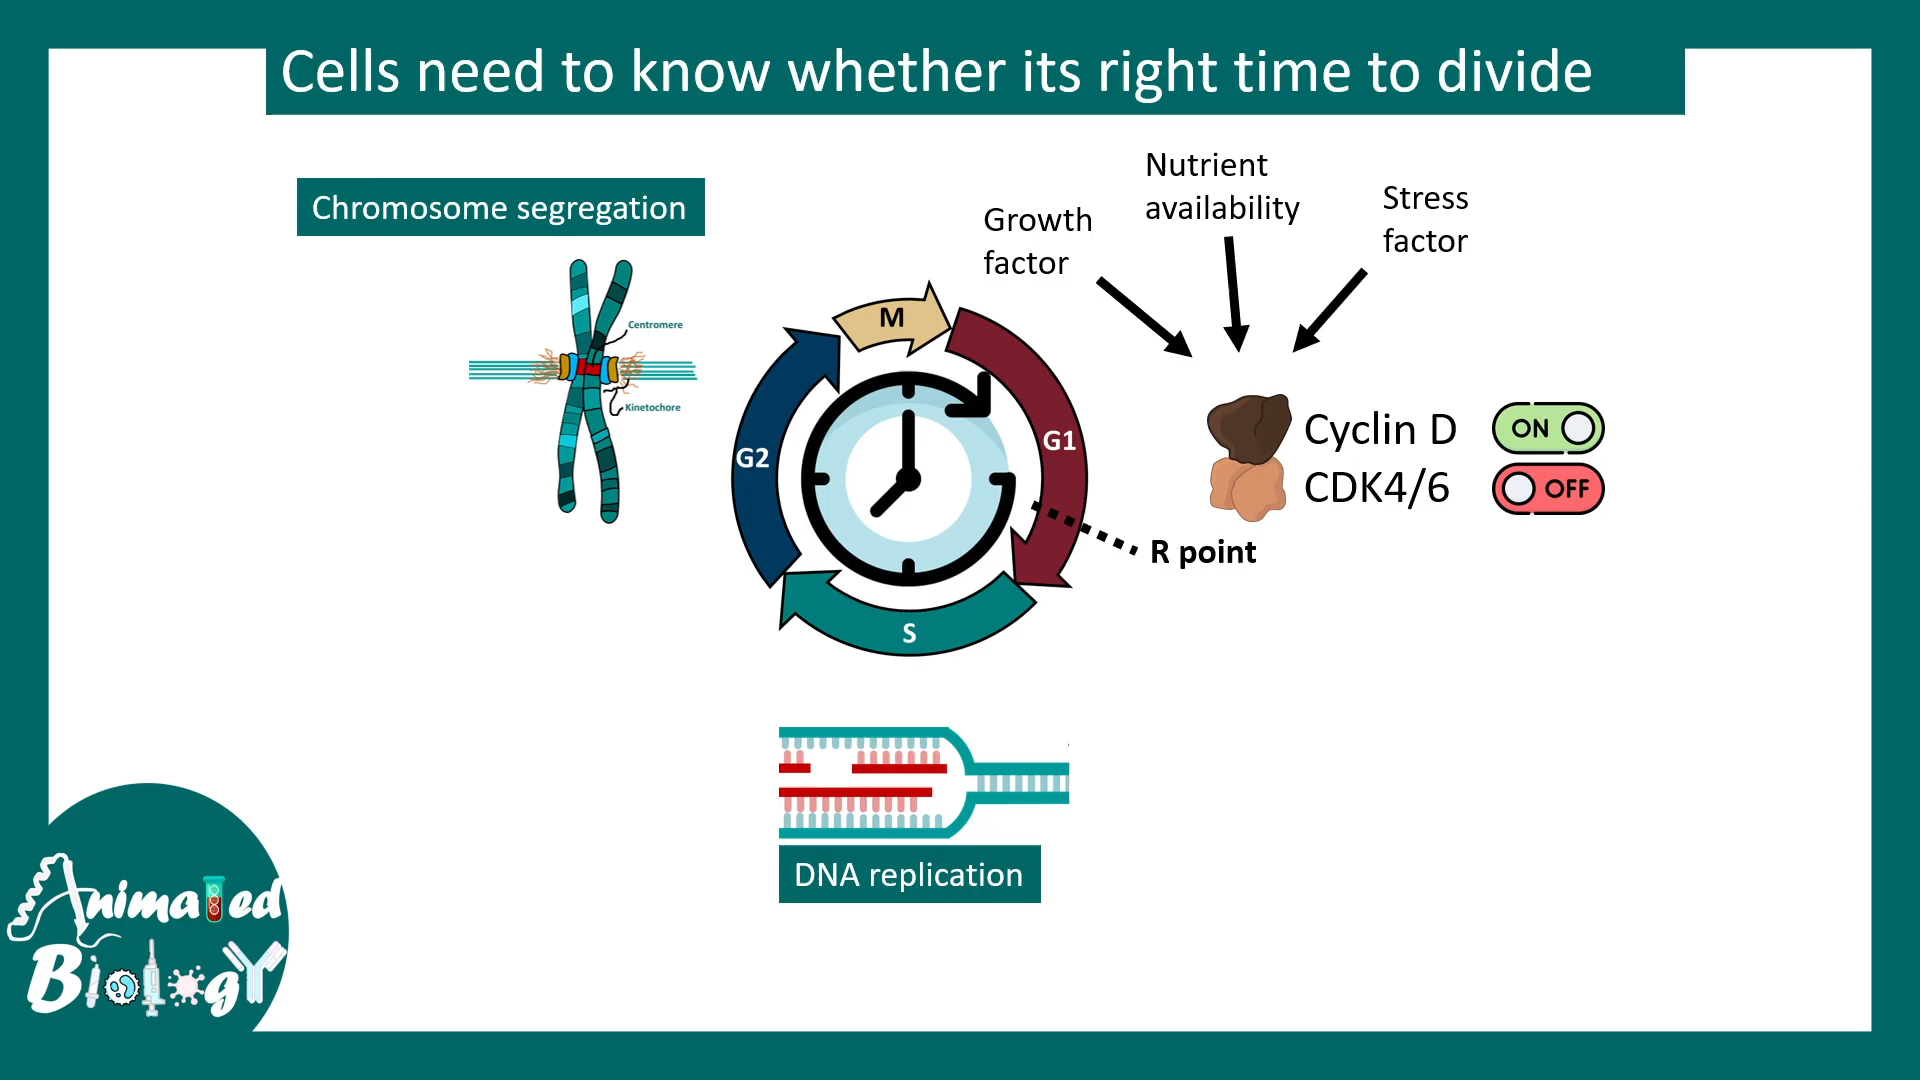 Cells need to know whether its right time to divide
Chromosome segregation
Centromere
Kinetochore
Growth
factor
Nutrient
availability
Stress
factor
M
G1
G2
S
R point
Cyclin D
CDK4/6
ON
OFF
DNA replication
Animated
Biology